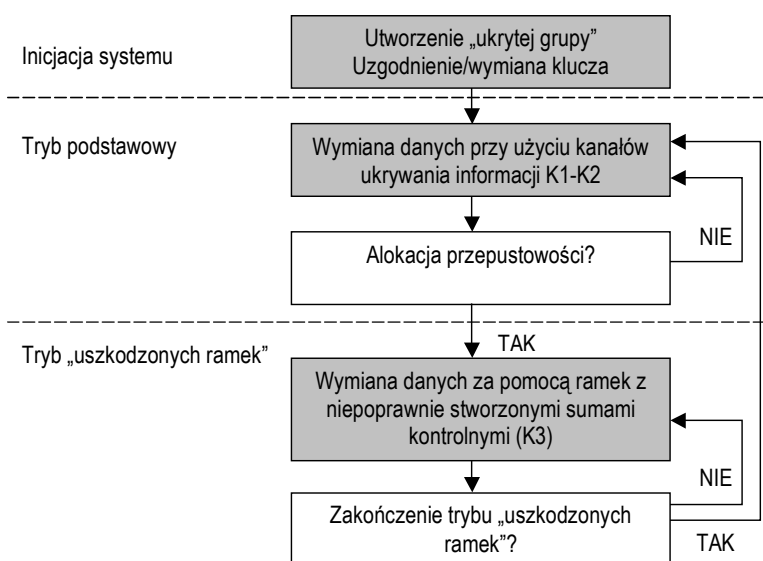 Inicjacja systemu
Utworzenie „ukrytej grupy”
Uzgodnienie/wymiana klucza
Tryb podstawowy
Wymiana danych przy użyciu kanałów
ukrywania informacji K1-K2
Alokacja przepustowości?
NIE
TAK
Tryb „uszkodzonych ramek”
Wymiana danych za pomocą ramek z
niepoprawnie stworzonymi sumami
kontrolnymi (K3)
NIE
Zakończenie trybu „uszkodzonych
ramek”?
TAK